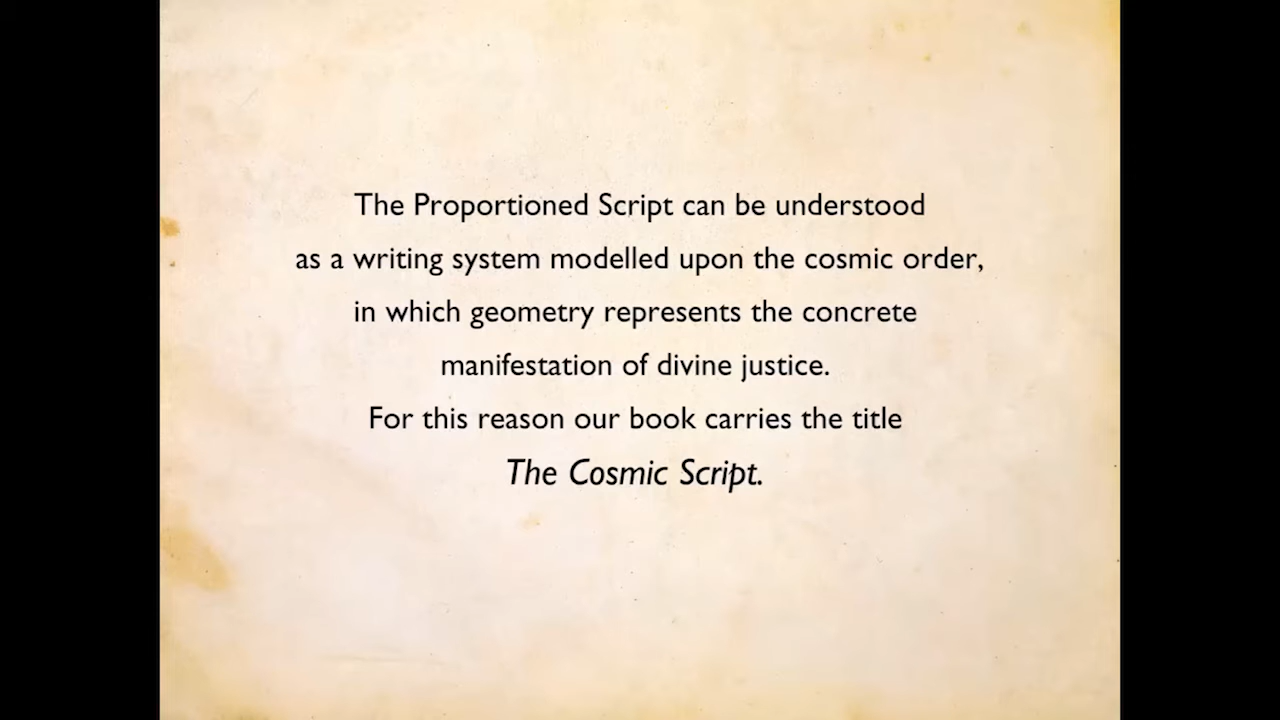 The Proportioned Script can be understood
as a writing system modelled upon the cosmic order,
in which geometry represents the concrete
manifestation of divine justice.
For this reason our book carries the title
The Cosmic Script.